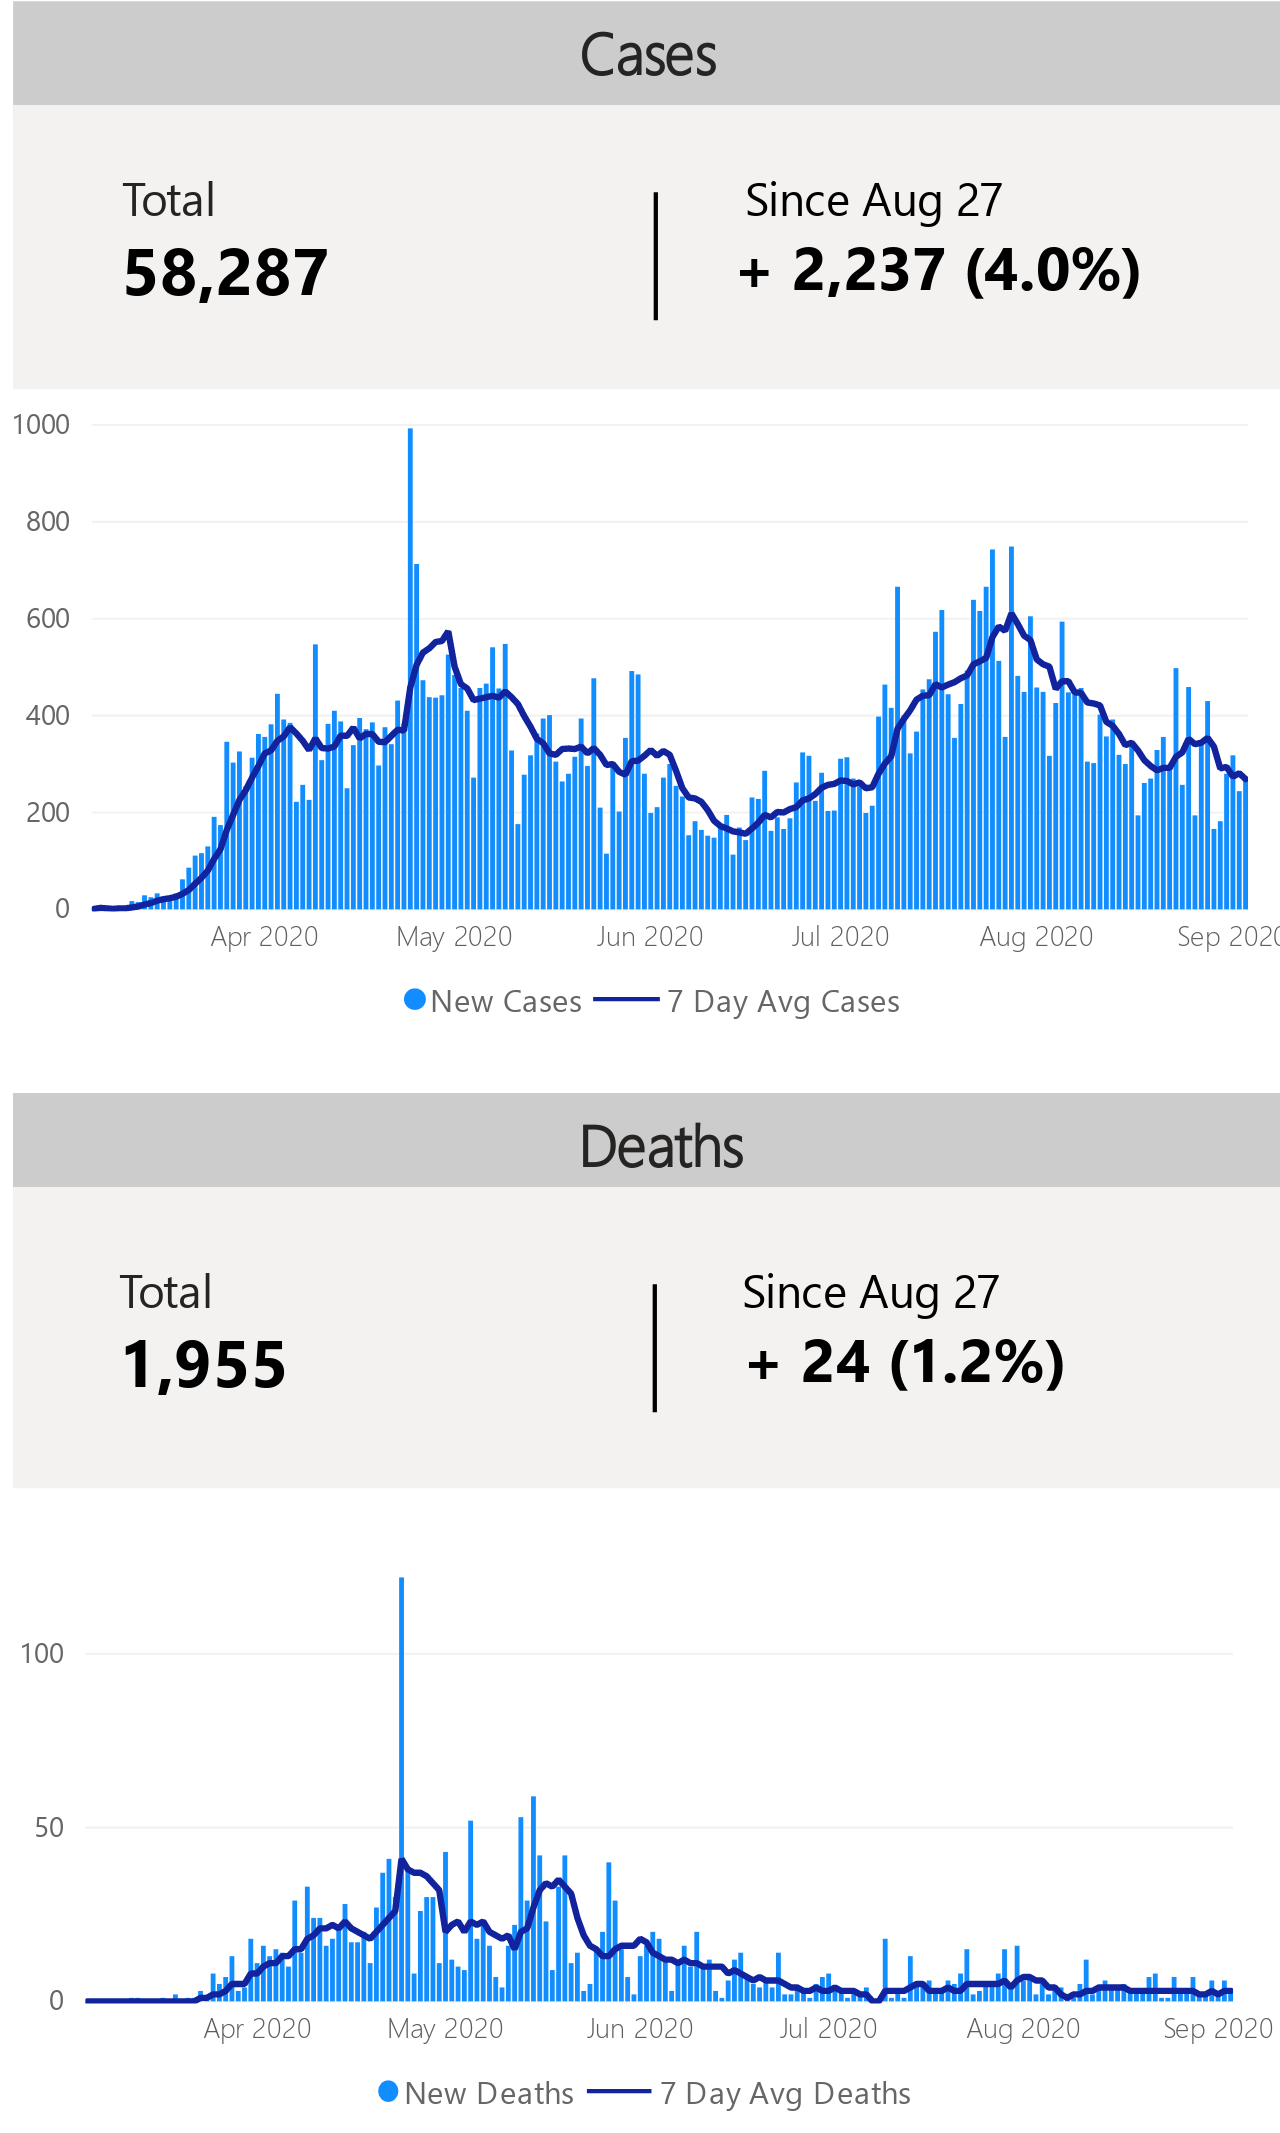 Cases
Total
Since Aug 27
58,287
+ 2,237 (4.0%)
1000
800
600
400
200
0
Apr 2020
May 2020
Jun 2020
Jul 2020
Aug 2020
Sep 2020
New Cases
7 Day Avg Cases
Deaths
Total
Since Aug 27
1,955
+ 24 (1.2%)
100
50
0
Apr 2020
May 2020
Jun 2020
Jul 2020
Aug 2020
Sep 2020
New Deaths
7 Day Avg Deaths